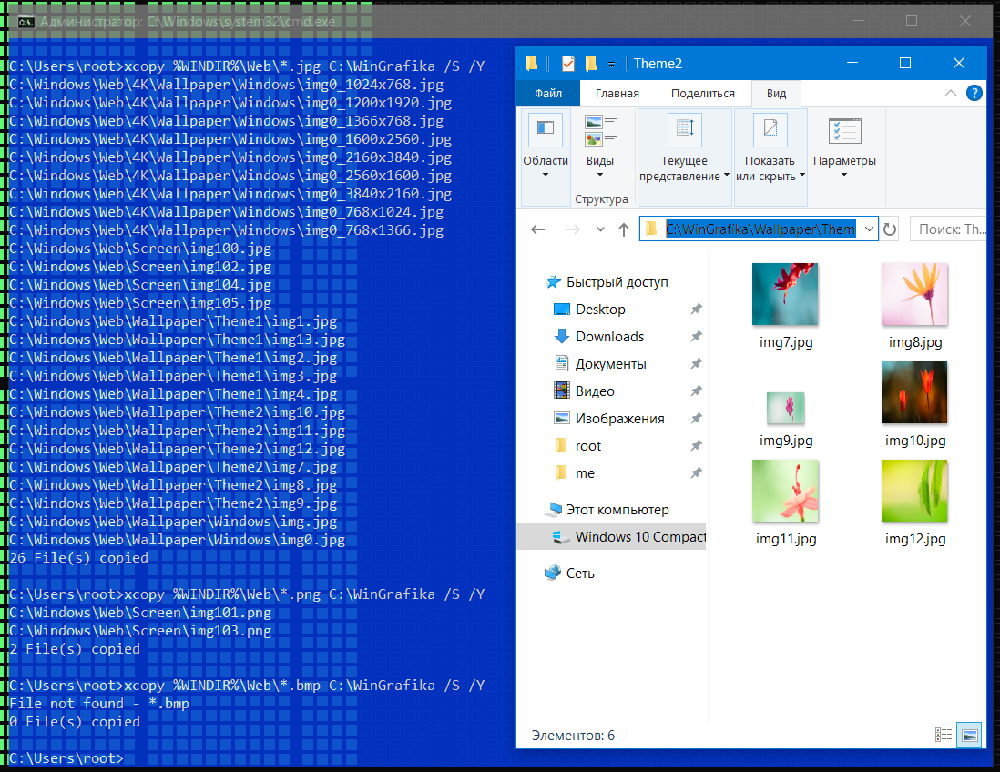 Администратор: C:\Windows\system32\cmd.exe
C:\Users\root>xcopy %WINDIR%\Web\*.jpg C:\WinGrafika /S /Y
C:\Windows\Web\4K\Wallpaper\Windows\img0_1024x768.jpg
C:\Windows\Web\4K\Wallpaper\Windows\img0_1200x1920.jpg
C:\Windows\Web\4K\Wallpaper\Windows\img0_1366x768.jpg
C:\Windows\Web\4K\Wallpaper\Windows\img0_1600x2560.jpg
C:\Windows\Web\4K\Wallpaper\Windows\img0_2160x3840.jpg
C:\Windows\Web\4K\Wallpaper\Windows\img0_2560x1600.jpg
C:\Windows\Web\4K\Wallpaper\Windows\img0_3840x2160.jpg
C:\Windows\Web\4K\Wallpaper\Windows\img0_768x1024.jpg
C:\Windows\Web\4K\Wallpaper\Windows\img0_768x1366.jpg
C:\Windows\Web\Screen\img100.jpg
C:\Windows\Web\Screen\img102.jpg
C:\Windows\Web\Screen\img104.jpg
C:\Windows\Web\Screen\img105.jpg
C:\Windows\Web\Wallpaper\Theme1\img1.jpg
C:\Windows\Web\Wallpaper\Theme1\img13.jpg
C:\Windows\Web\Wallpaper\Theme1\img2.jpg
C:\Windows\Web\Wallpaper\Theme1\img3.jpg
C:\Windows\Web\Wallpaper\Theme1\img4.jpg
C:\Windows\Web\Wallpaper\Theme2\img10.jpg
C:\Windows\Web\Wallpaper\Theme2\img11.jpg
C:\Windows\Web\Wallpaper\Theme2\img12.jpg
C:\Windows\Web\Wallpaper\Theme2\img7.jpg
C:\Windows\Web\Wallpaper\Theme2\img8.jpg
C:\Windows\Web\Wallpaper\Theme2\img9.jpg
C:\Windows\Web\Wallpaper\Windows\img.jpg
C:\Windows\Web\Wallpaper\Windows\img0.jpg
26 File(s) copied
C:\Users\root>xcopy %WINDIR%\Web\*.png C:\WinGrafika /S /Y
C:\Windows\Web\Screen\img101.png
C:\Windows\Web\Screen\img103.png
2 File(s) copied
C:\Users\root>xcopy %WINDIR%\Web\*.bmp C:\WinGrafika /S /Y
File not found - *.bmp
0 File(s) copied
C:\Users\root>
Theme2
Файл Главная Поделиться Вид
Области Виды Текущее представление Показать или скрыть Параметры
Структура
C:\WinGrafika\Wallpaper\Them Поиск: Th...
Быстрый доступ
Desktop
Downloads
Документы
Видео
Изображения
root
me
Этот компьютер
Windows 10 Compact
Сеть
img7.jpg img8.jpg
img9.jpg img10.jpg
img11.jpg img12.jpg
Элементов: 6